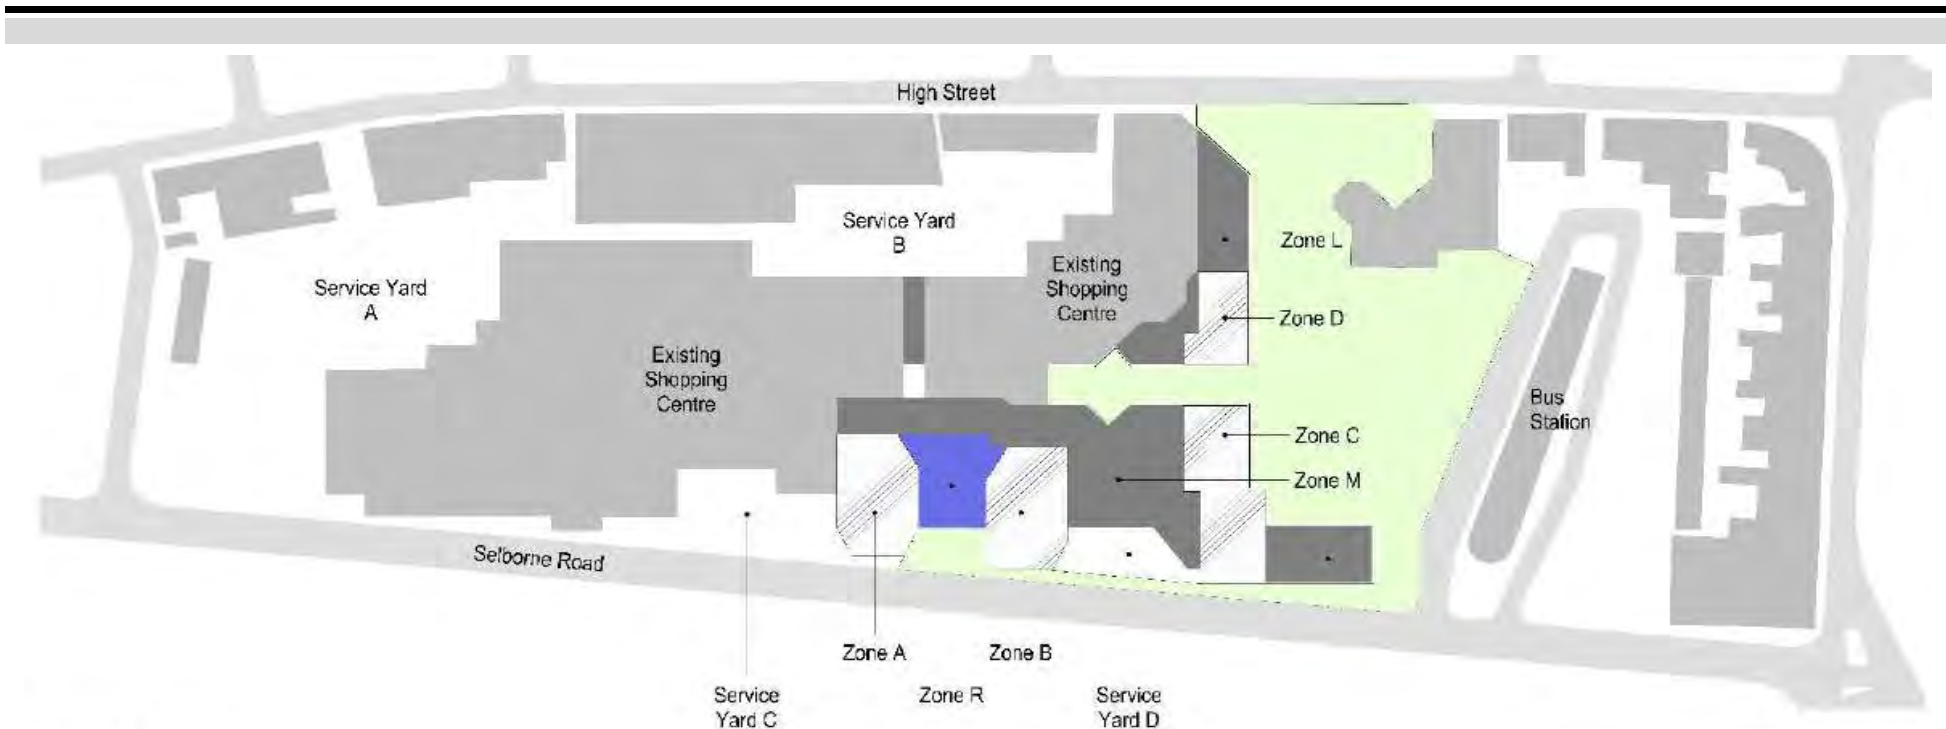 High Street
Service Yard
B
Zone L
Existing
Shopping
Centre
Service Yard
A
Zone D
Existing
Shopping
Centre
Bus
Station
Zone C
Zone M
Selborne Road
Zone A
Zone B
Service
Yard C
Zone R
Service
Yard D